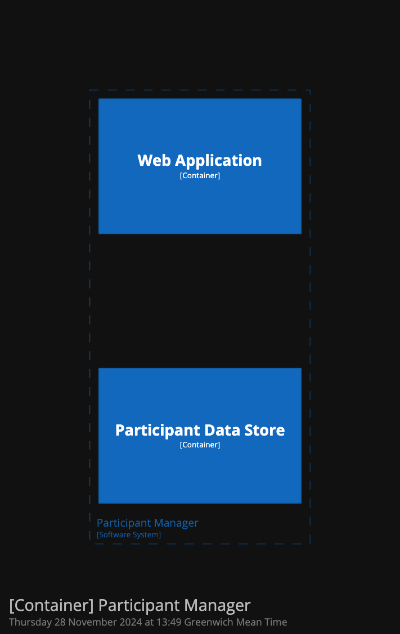 Web Application
[Container]
Participant Data Store
[Container]
Participant Manager
[Software System]
[Container] Participant Manager
Thursday 28 November 2024 at 13:49 Greenwich Mean Time